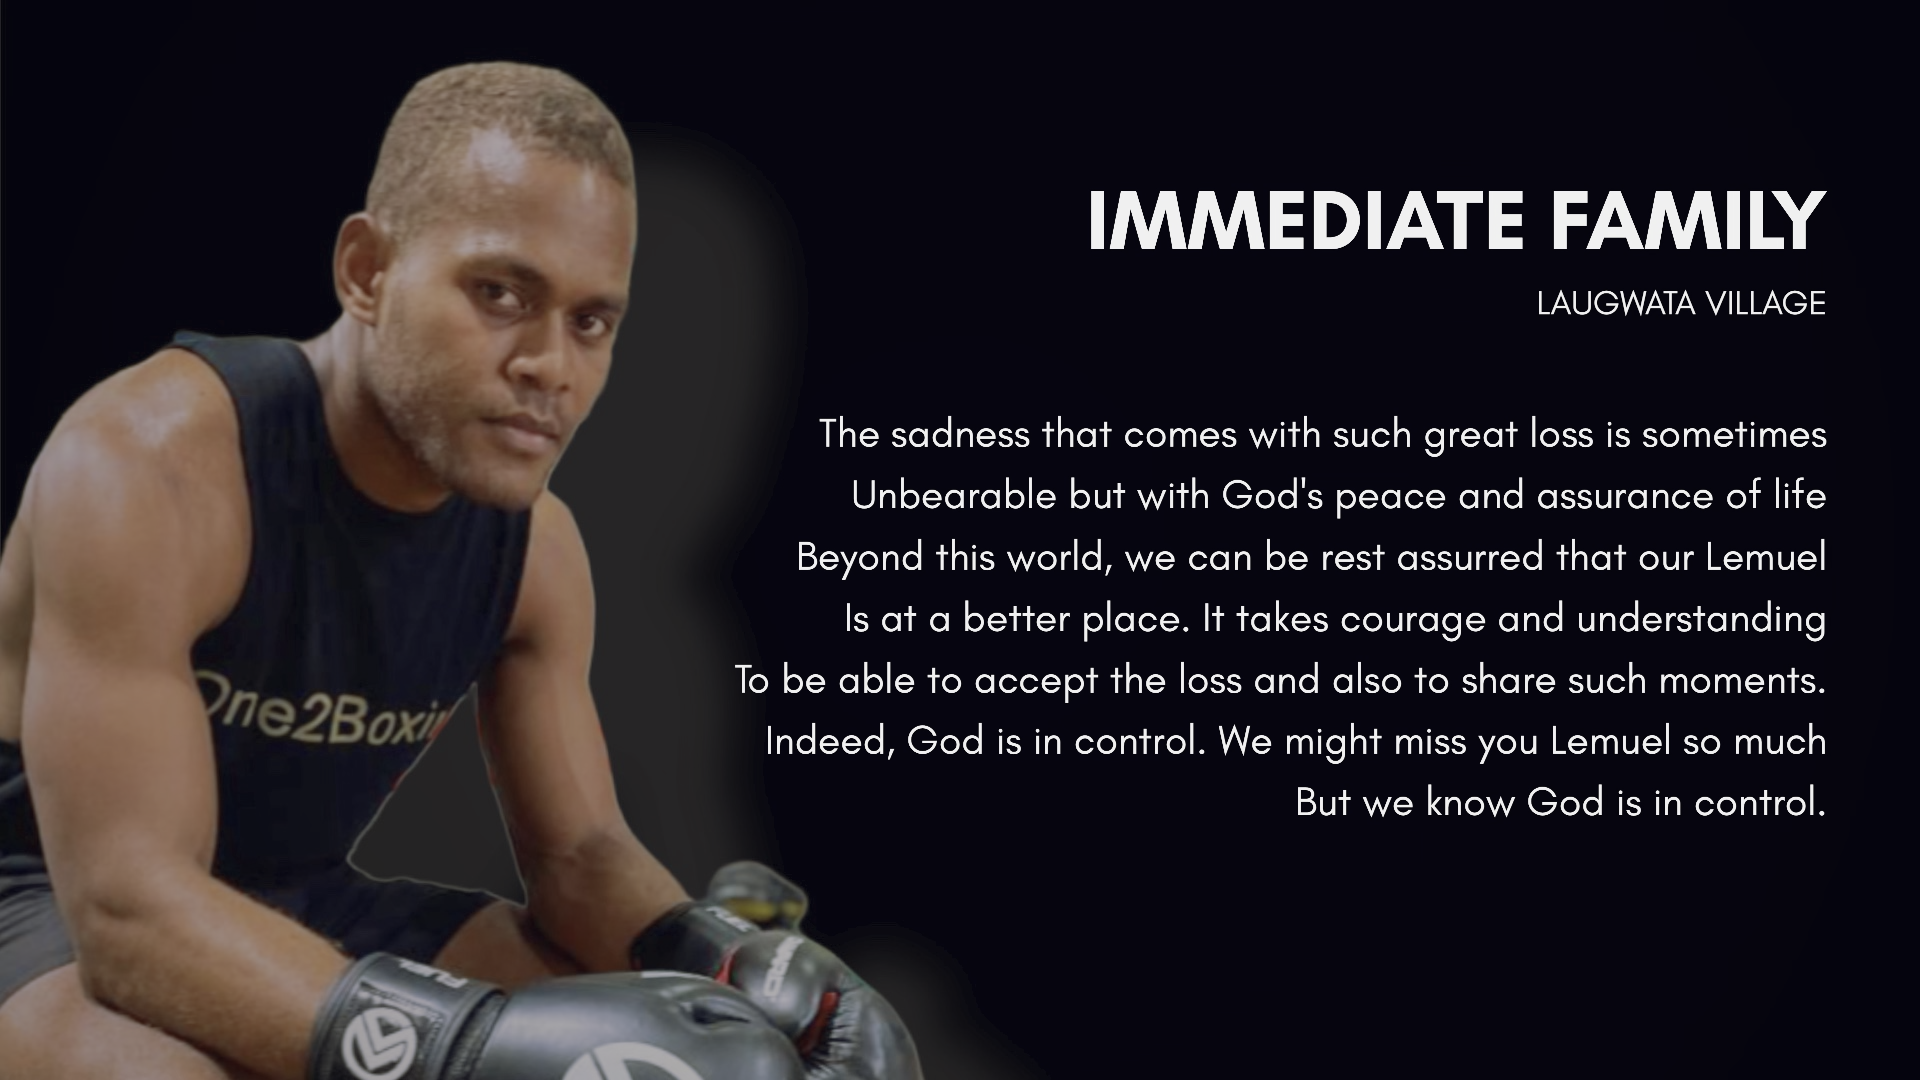 IMMEDIATE FAMILY
LAUGWATA VILLAGE
The sadness that comes with such great loss is sometimes
Unbearable but with God's peace and assurance of life
Beyond this world, we can be rest assurred that our Lemuel
Is at a better place. It takes courage and understanding
To be able to accept the loss and also to share such moments.
Indeed, God is in control. We might miss you Lemuel so much
But we know God is in control.
One2Boxin
FUEL